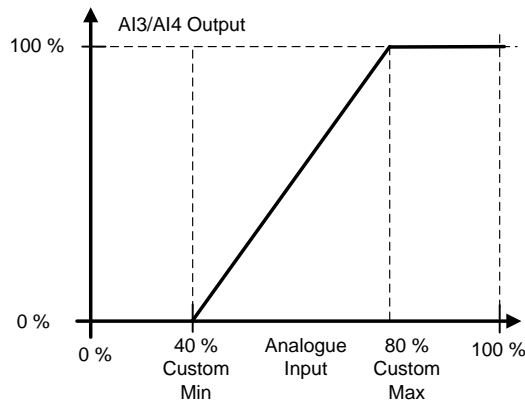 AI3/AI4 Output
100 %
0 %
0 %
40 %
Custom
Min
Analogue
Input
80 %
Custom
Max
100 %